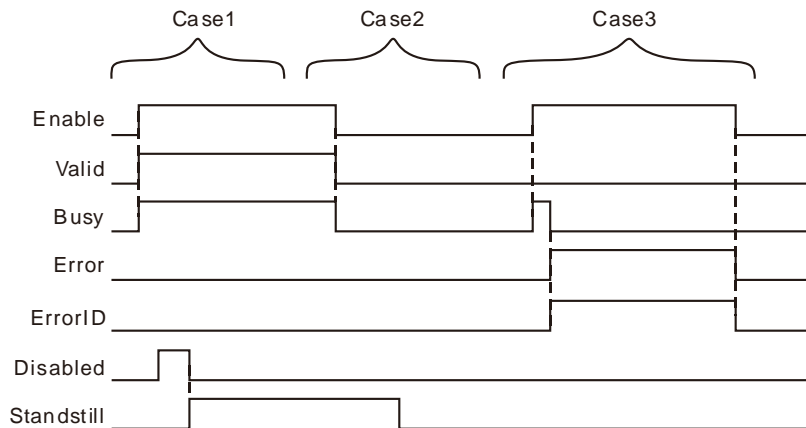 Case1 Case2 Case3
Enable
Valid
Busy
Error
ErrorID
Disabled
Standstill